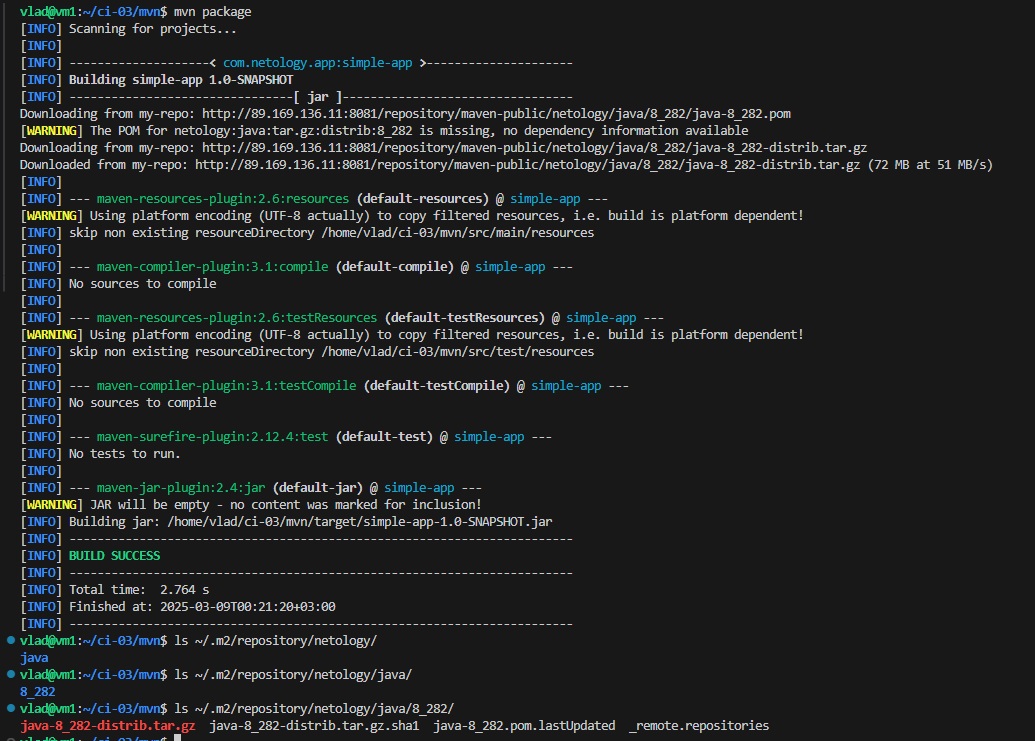 vlad@vm1:~/ci-03/mvn$ mvn package
[INFO] Scanning for projects...
[INFO]
[INFO] --------------------< com.netology.app:simple-app >---------------------
[INFO] Building simple-app 1.0-SNAPSHOT
[INFO] --------------------------------[ jar ]---------------------------------
Downloading from my-repo: http://89.169.136.11:8081/repository/maven-public/netology/java/8_282/java-8_282.pom
[WARNING] The POM for netology:java:tar.gz:distrib:8_282 is missing, no dependency information available
Downloading from my-repo: http://89.169.136.11:8081/repository/maven-public/netology/java/8_282/java-8_282-distrib.tar.gz
Downloaded from my-repo: http://89.169.136.11:8081/repository/maven-public/netology/java/8_282/java-8_282-distrib.tar.gz (72 MB at 51 MB/s)
[INFO]
[INFO] --- maven-resources-plugin:2.6:resources (default-resources) @ simple-app ---
[WARNING] Using platform encoding (UTF-8 actually) to copy filtered resources, i.e. build is platform dependent!
[INFO] skip non existing resourceDirectory /home/vlad/ci-03/mvn/src/main/resources
[INFO]
[INFO] --- maven-compiler-plugin:3.1:compile (default-compile) @ simple-app ---
[INFO] No sources to compile
[INFO]
[INFO] --- maven-resources-plugin:2.6:testResources (default-testResources) @ simple-app ---
[WARNING] Using platform encoding (UTF-8 actually) to copy filtered resources, i.e. build is platform dependent!
[INFO] skip non existing resourceDirectory /home/vlad/ci-03/mvn/src/test/resources
[INFO]
[INFO] --- maven-compiler-plugin:3.1:testCompile (default-testCompile) @ simple-app ---
[INFO] No sources to compile
[INFO]
[INFO] --- maven-surefire-plugin:2.12.4:test (default-test) @ simple-app ---
[INFO] No tests to run.
[INFO]
[INFO] --- maven-jar-plugin:2.4:jar (default-jar) @ simple-app ---
[WARNING] JAR will be empty - no content was marked for inclusion!
[INFO] Building jar: /home/vlad/ci-03/mvn/target/simple-app-1.0-SNAPSHOT.jar
[INFO] ------------------------------------------------------------------------
[INFO] BUILD SUCCESS
[INFO] ------------------------------------------------------------------------
[INFO] Total time:  2.764 s
[INFO] Finished at: 2025-03-09T00:21:20+03:00
[INFO] ------------------------------------------------------------------------
vlad@vm1:~/ci-03/mvn$ ls ~/.m2/repository/netology/
java
vlad@vm1:~/ci-03/mvn$ ls ~/.m2/repository/netology/java/
8_282
vlad@vm1:~/ci-03/mvn$ ls ~/.m2/repository/netology/java/8_282/
java-8_282-distrib.tar.gz  java-8_282-distrib.tar.gz.sha1  java-8_282.pom.lastUpdated  _remote.repositories
vlad@vm1:~/ci-03/mvn$